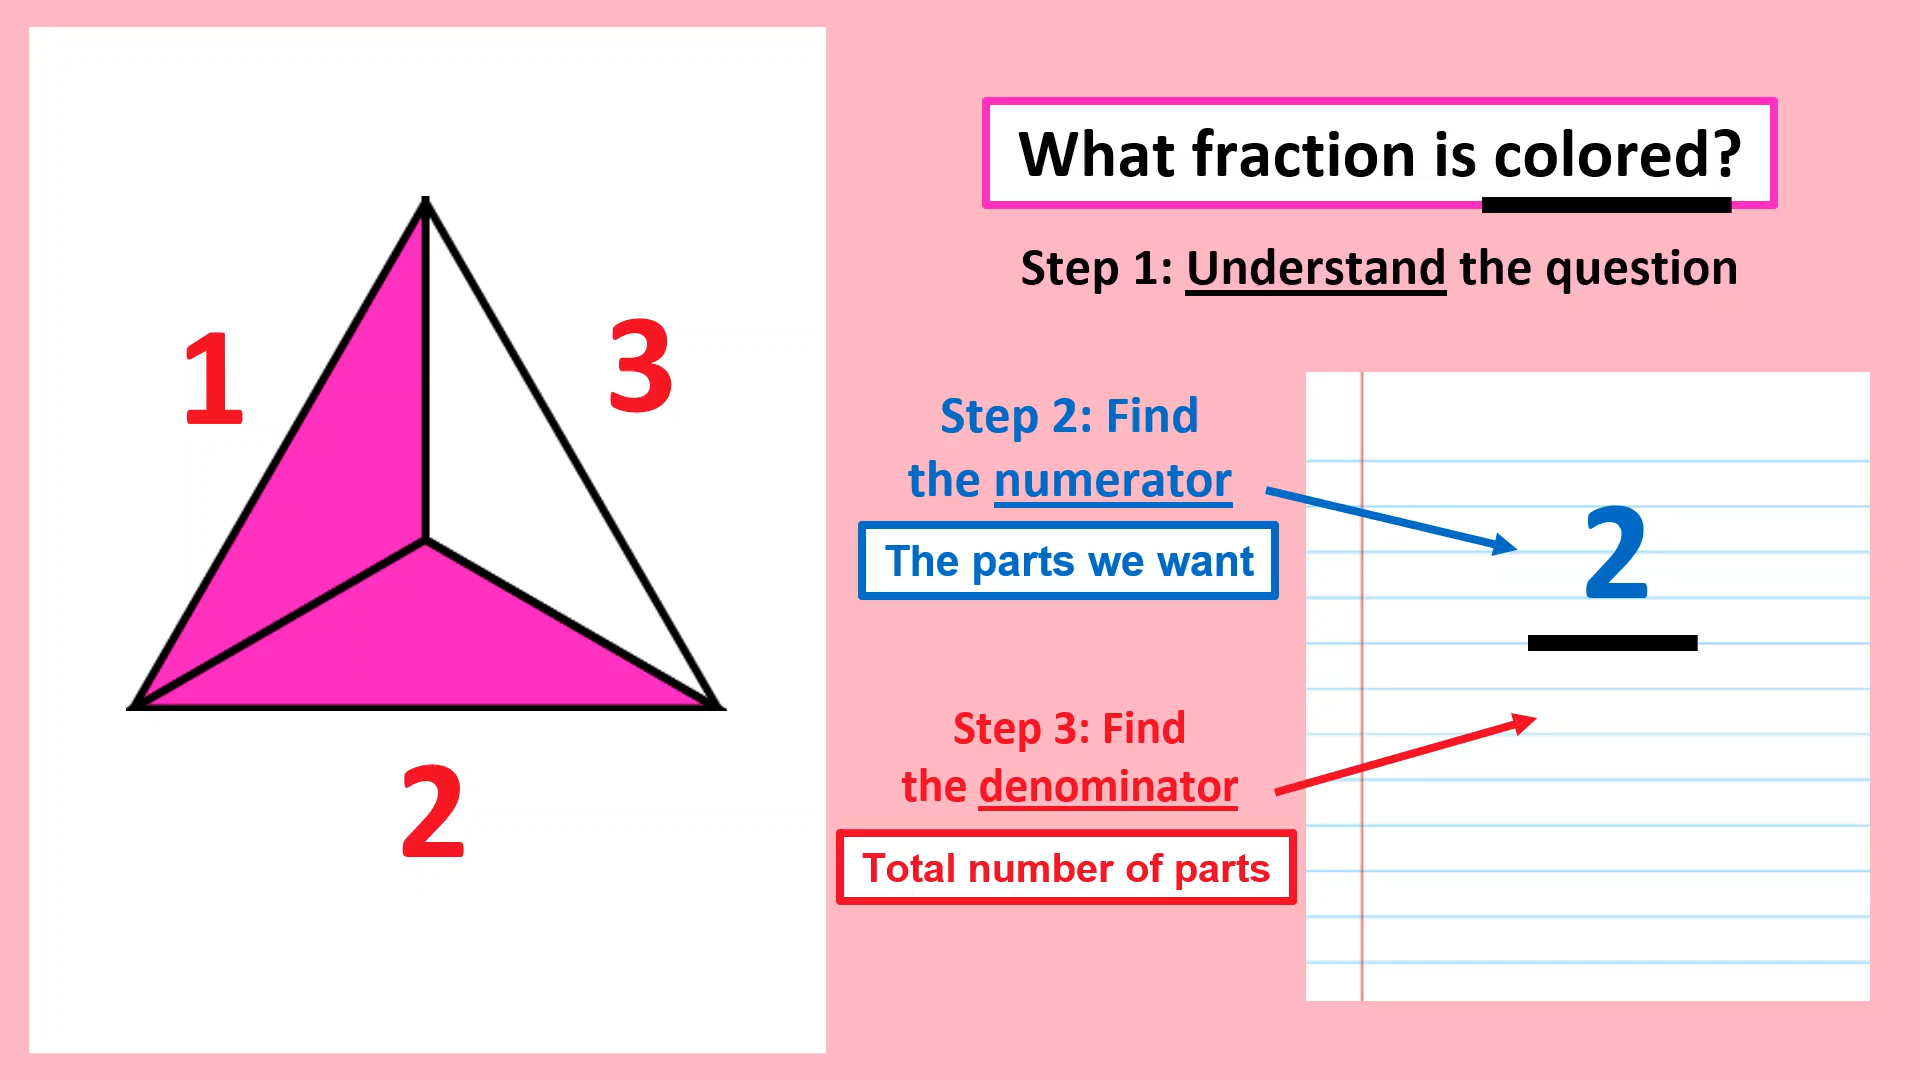 What fraction is colored?
Step 1: Understand the question
1
3
2
Step 2: Find
the numerator
The parts we want
2
Step 3: Find
the denominator
Total number of parts